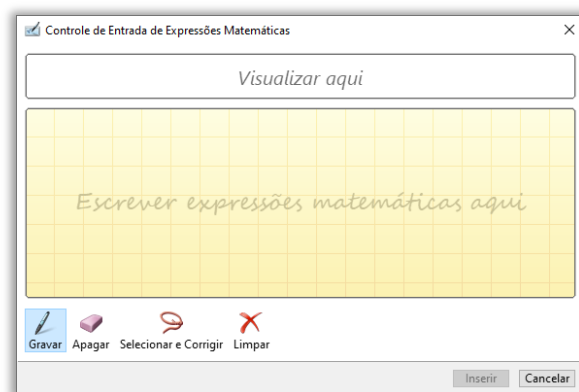 Controle de Entrada de Expressões Matemáticas
Visualizar aqui
Escrever expressões matemáticas aqui
Gravar Apagar Selecionar e Corrigir Limpar
Inserir Cancelar